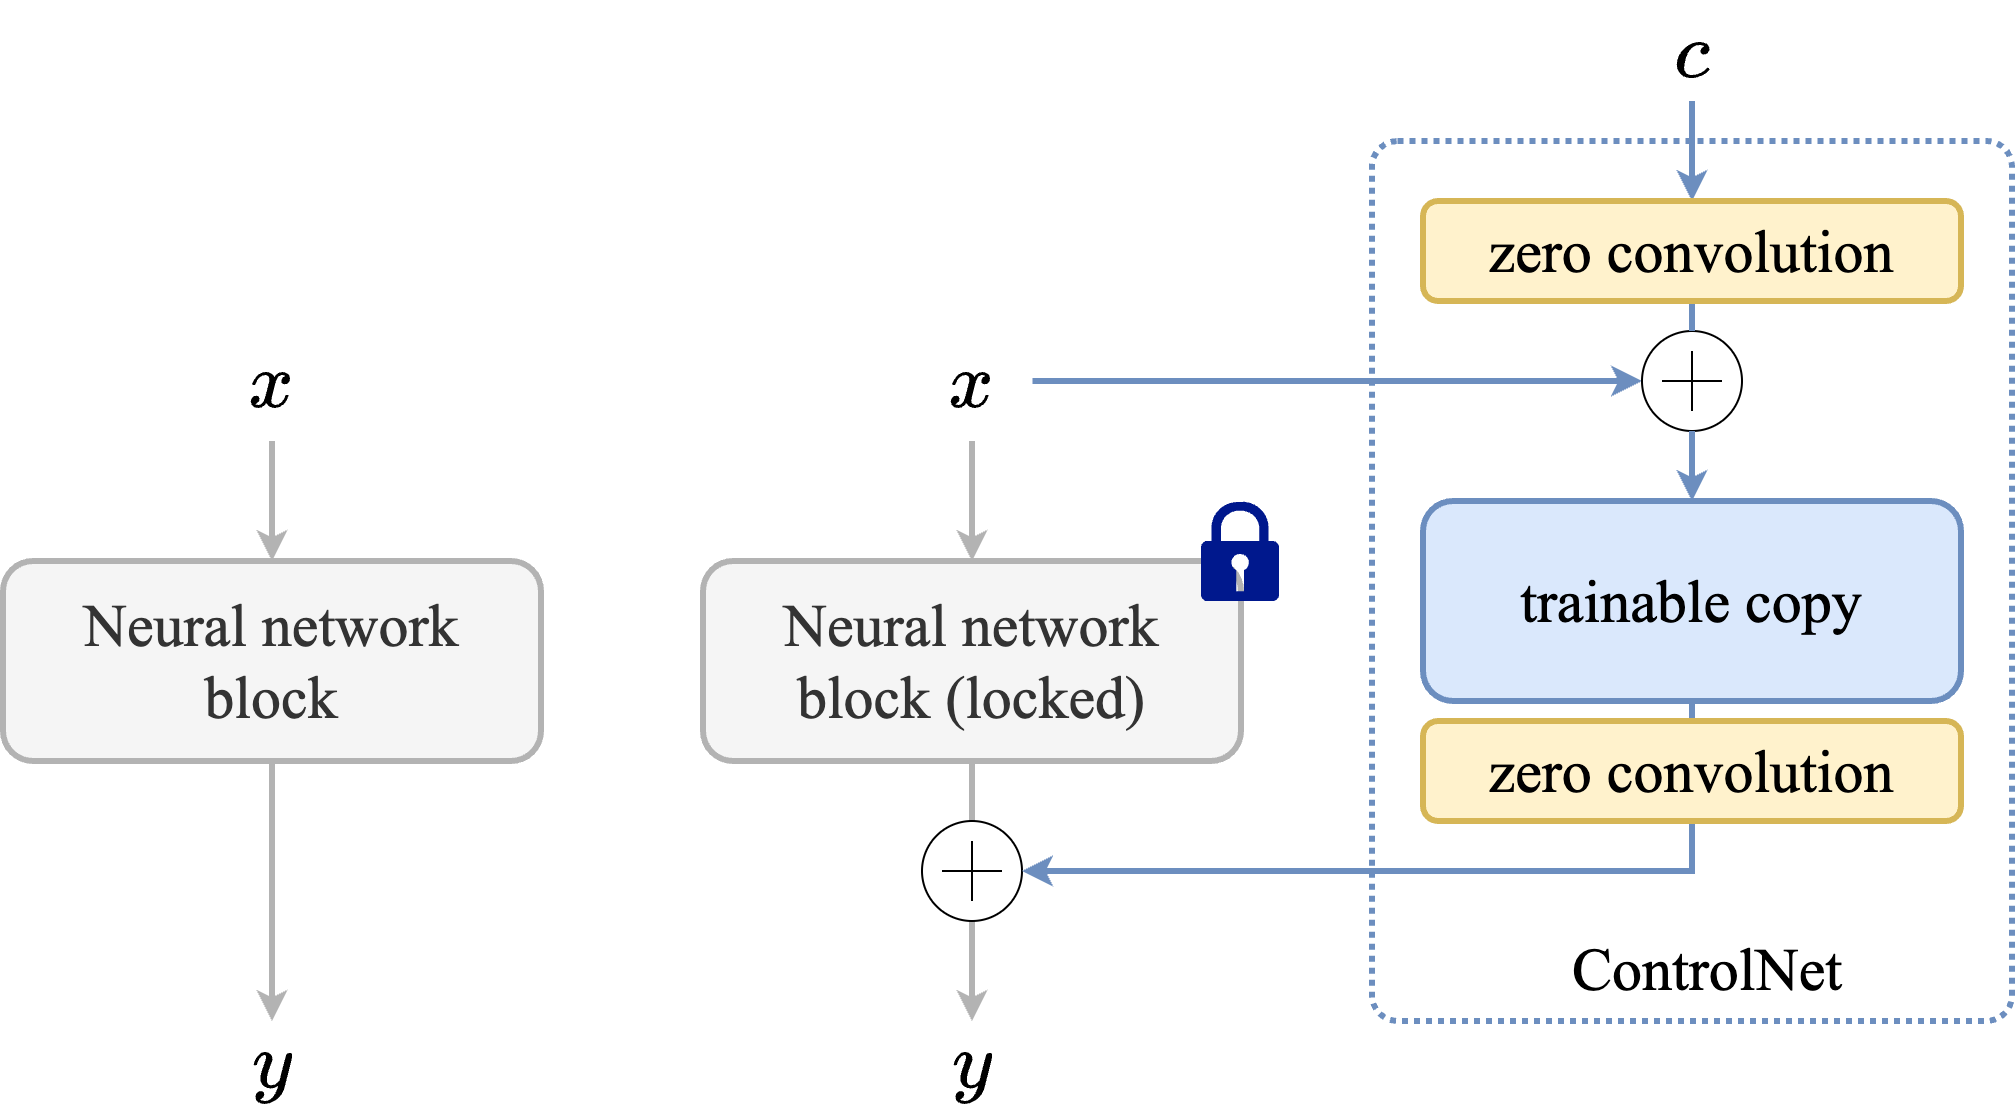 x
Neural network
block
y
x
Neural network
block (locked)
y
c
zero convolution
trainable copy
zero convolution
ControlNet